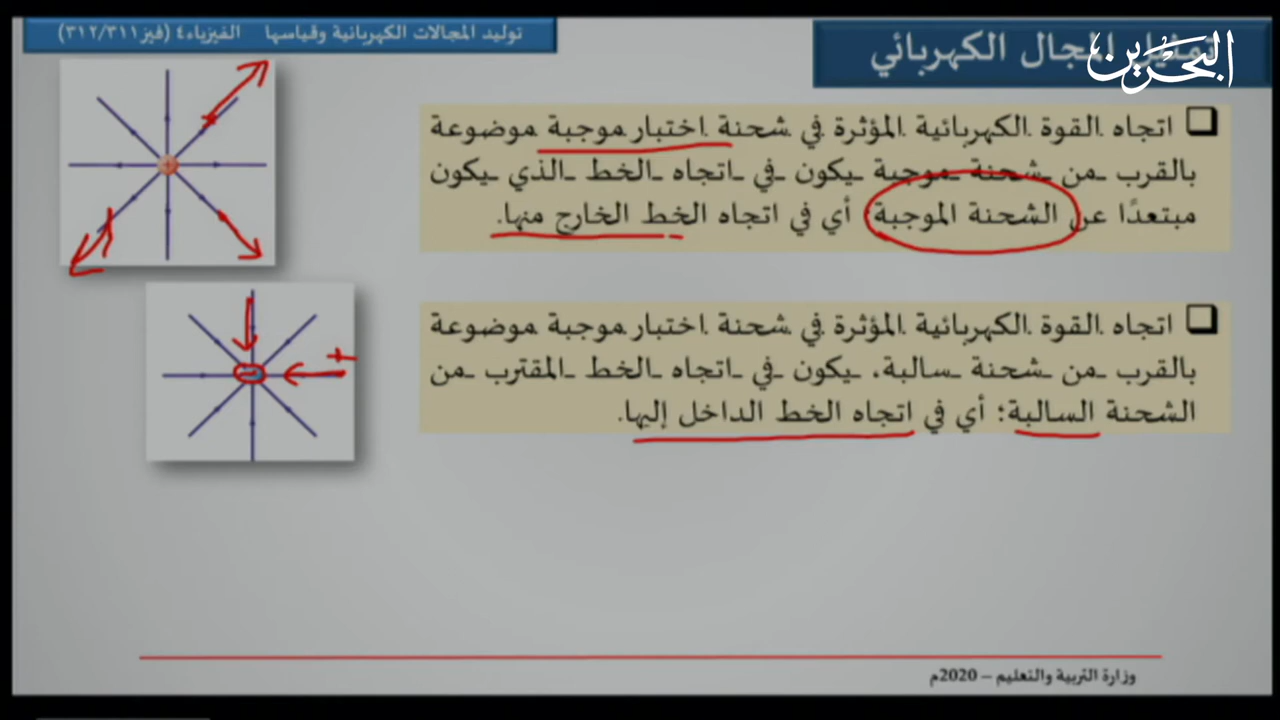 توليد المجالات الكهربائية وقياسها الفيزياء٤ (فيز٣١٢/٣١١)
تمثيل المجال الكهربائي
البحرين
اتجاه القوة الكهربائية المؤثرة في شحنة اختبار موجبة موضوعة
بالقرب من شحنة موجبة يكون في اتجاه الخط الذي يكون
مبتعدًا عن الشحنة الموجبة؛ أي في اتجاه الخط الخارج منها.
اتجاه القوة الكهربائية المؤثرة في شحنة اختبار موجبة موضوعة
بالقرب من شحنة سالبة، يكون في اتجاه الخط المقترب من
الشحنة السالبة؛ أي في اتجاه الخط الداخل إليها.
وزارة التربية والتعليم – 2020م